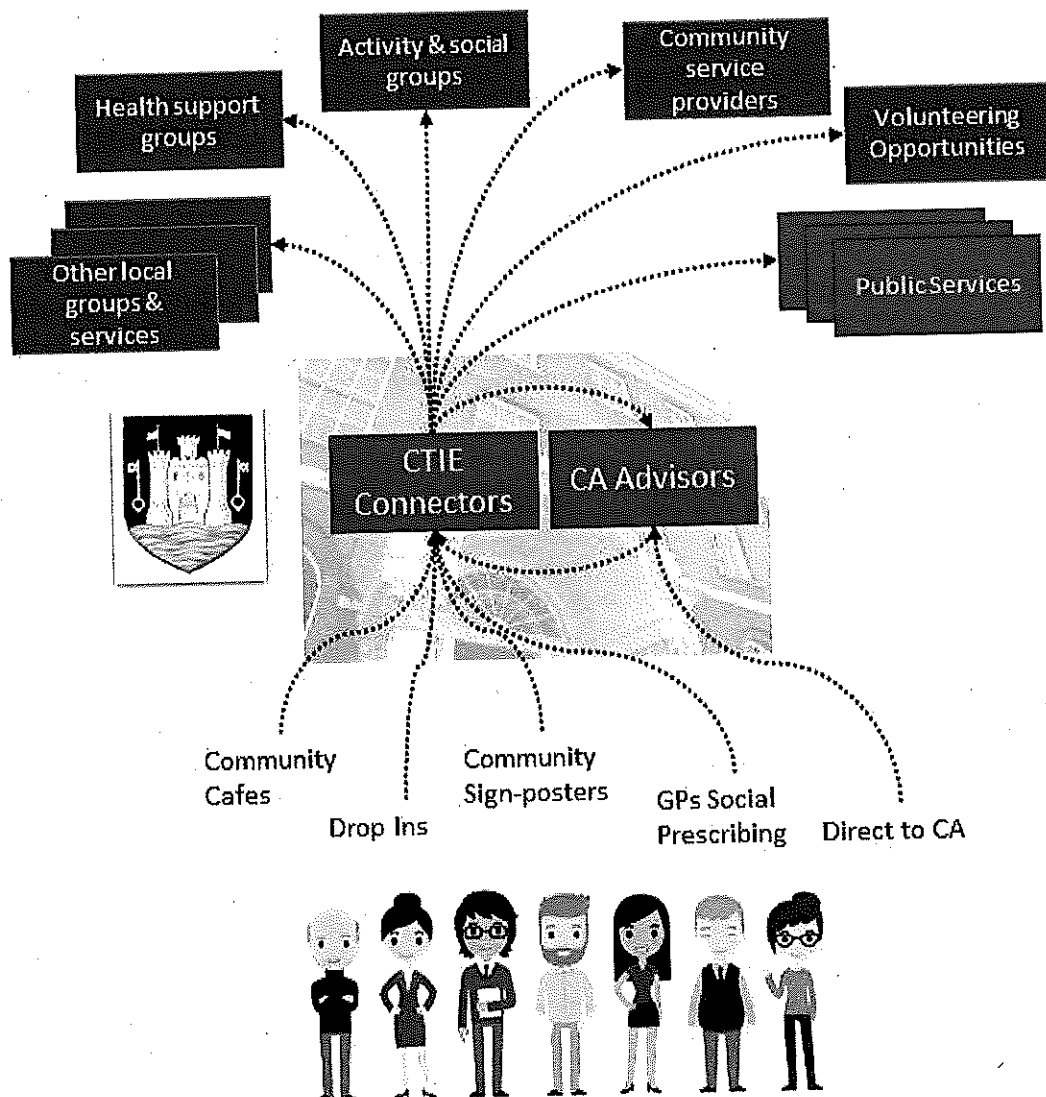 Activity & social
groups
Community
service
providers
Health support
groups
Volunteering
Opportunities
Other local
groups &
services
Public Services
CTIE
Connectors
CA Advisors
Community
Cafes
Drop Ins
Community
Sign-posters
GPs Social
Prescribing
Direct to CA